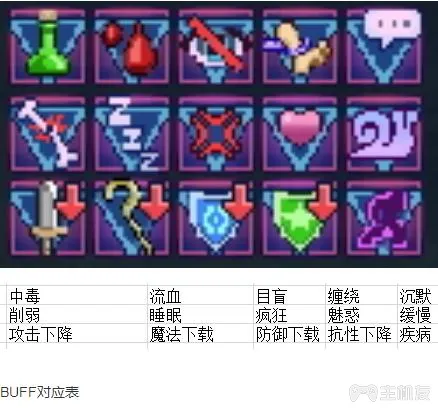 Z
Z
Z
中毒 流血 目盲 缠绕 沉默
削弱 睡眠 疯狂 魅惑 缓慢
攻击下降 魔法下载 防御下载 抗性下降 疾病
BUFF对应表
主机友